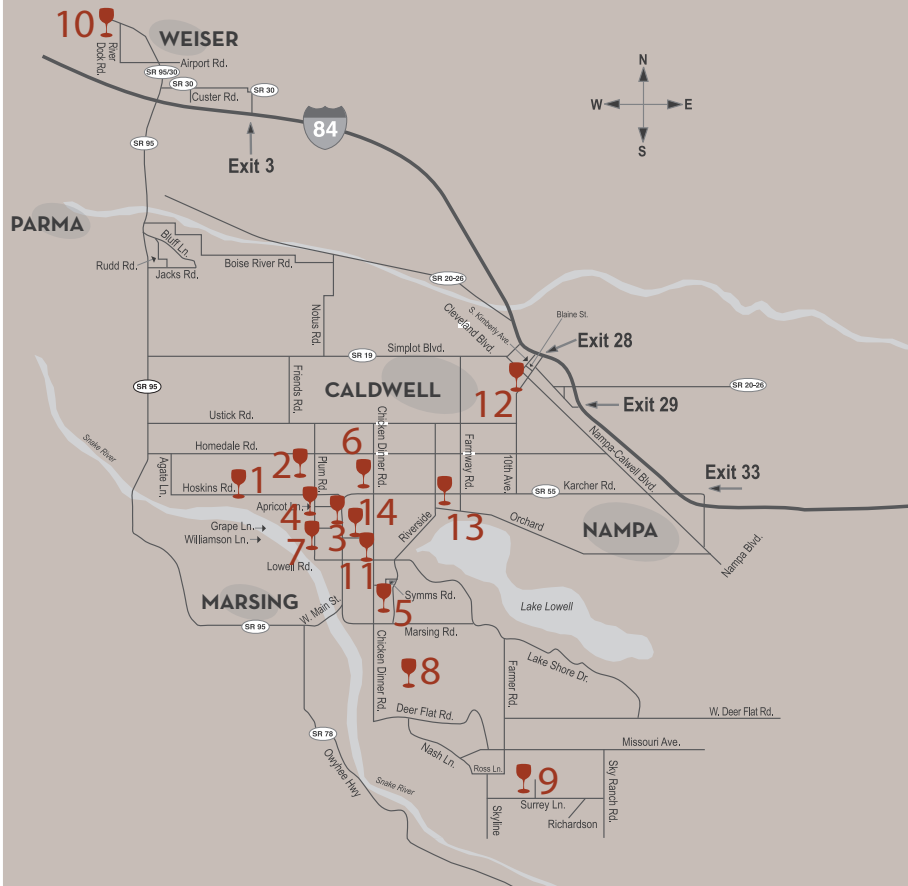 10
WEISER
River
Dock Rd.
Airport Rd.
SR 95/30
SR 30
SR 30
Custer Rd.
84
Exit 3
N
W
E
S
SR 95
PARMA
Bluff Ln.
Rudd Rd.
Jacks Rd.
Boise River Rd.
SR 20-26
Notus Rd.
S. Kimberly Ave.
Blaine St.
Cleveland Blvd.
Exit 28
SR 19
Simplot Blvd.
SR 95
Friends Rd.
CALDWELL
12
SR 20-26
Exit 29
Ustick Rd.
Chicken Dinner Rd.
Snake River
Homedale Rd.
6
Farmway Rd.
Nampa-Calwell Blvd.
Agate Ln.
2
Plum Rd.
10th Ave.
Exit 33
Hoskins Rd.
1
SR 55
Karcher Rd.
Apricot Ln.
4
14
13
Orchard
Grape Ln.
Williamson Ln.
7
3
Riverside
NAMPA
Lowell Rd.
11
Nampa Blvd.
MARSING
W. Main St.
5
Symms Rd.
Lake Lowell
SR 95
Marsing Rd.
Chicken Dinner Rd.
8
Farmer Rd.
Lake Shore Dr.
Deer Flat Rd.
W. Deer Flat Rd.
SR 78
Missouri Ave.
Nash Ln.
Owyhee Hwy
Snake River
Ross Ln.
9
Sky Ranch Rd.
Surrey Ln.
Skyline
Richardson